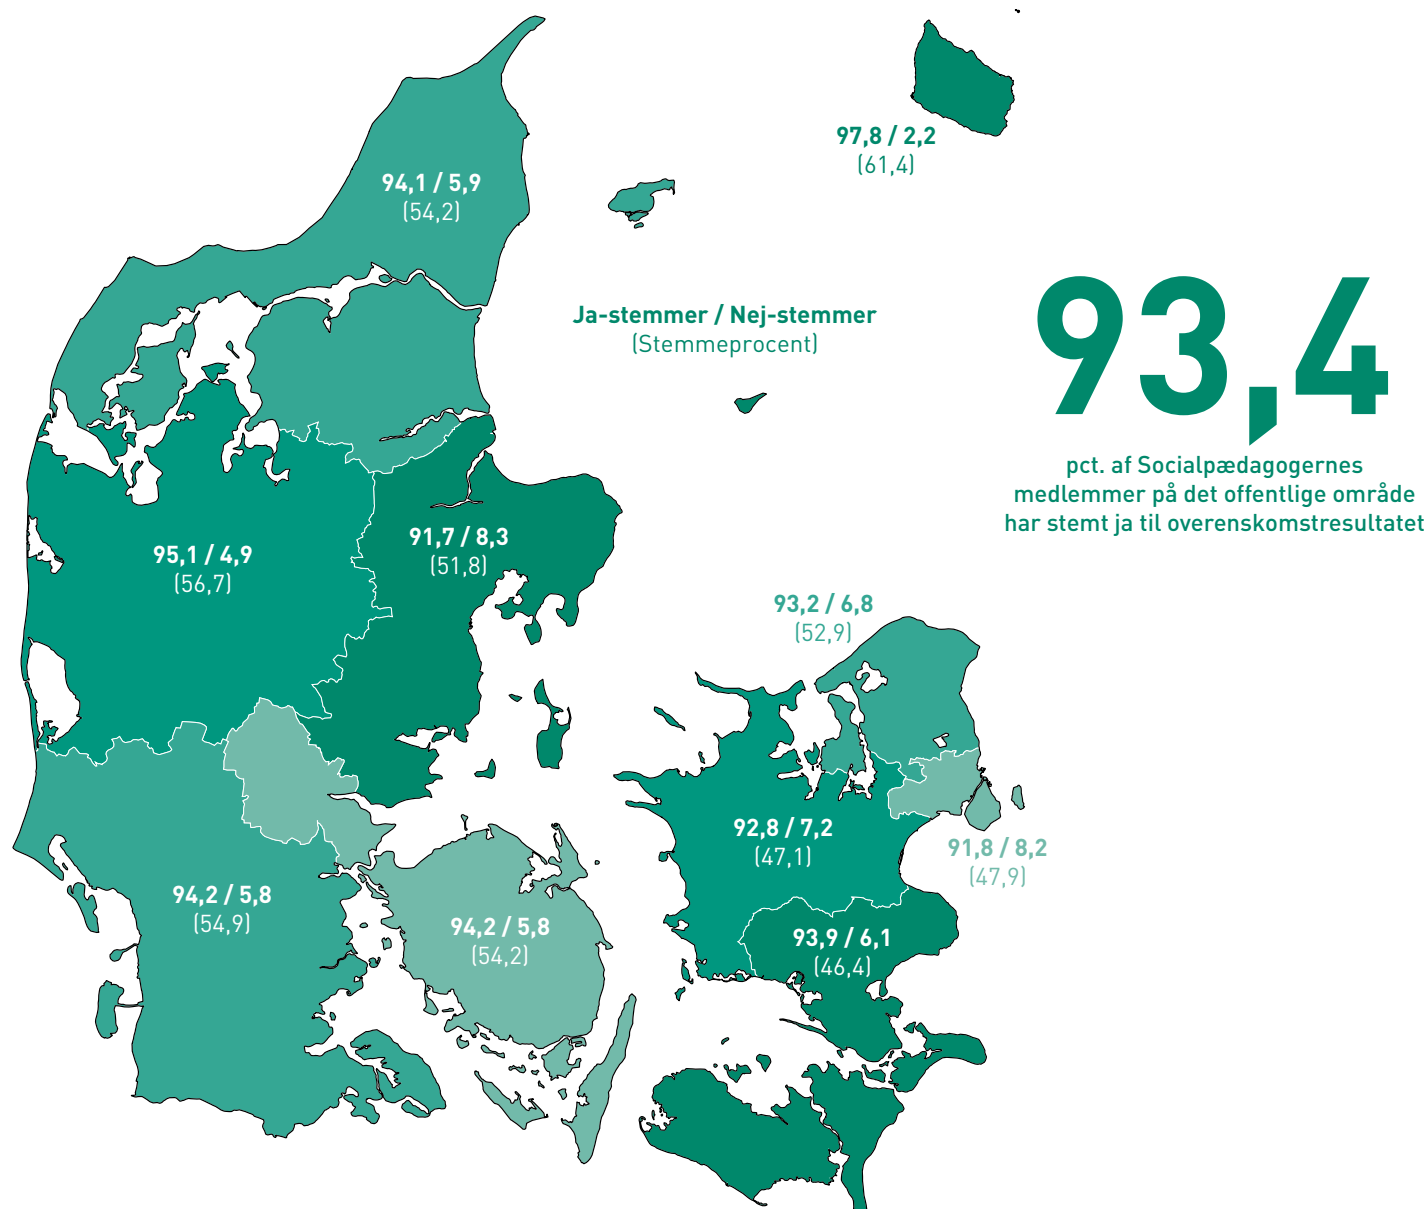 97,8 / 2,2
(61,4)
94,1 / 5,9
(54,2)
Ja-stemmer / Nej-stemmer
(Stemmeprocent)
93,4
pct. af Socialpædagogernes
medlemmer på det offentlige område
har stemt ja til overenskomstresultatet
91,7 / 8,3
(51,8)
95,1 / 4,9
(56,7)
93,2 / 6,8
(52,9)
92,8 / 7,2
(47,1)
91,8 / 8,2
(47,9)
94,2 / 5,8
(54,9)
94,2 / 5,8
(54,2)
93,9 / 6,1
(46,4)